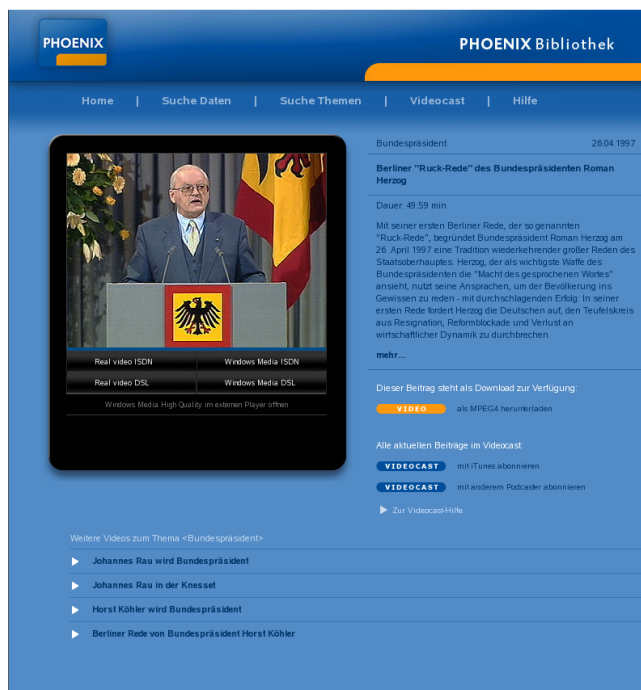 PHOENIX
PHOENIX Bibliothek
Home | Suche Daten | Suche Themen | Videocast | Hilfe
Bundespräsident 26.04.1997
Berliner "Ruck-Rede" des Bundespräsidenten Roman
Herzog
Dauer: 49:59 min
Mit seiner ersten Berliner Rede, der so genannten
"Ruck-Rede", begründet Bundespräsident Roman Herzog am
26. April 1997 eine Tradition wiederkehrender großer Reden des
Staatsoberhauptes. Herzog, der als wichtigste Waffe des
Bundespräsidenten die "Macht des gesprochenen Wortes"
ansieht, nutzt seine Ansprachen, um der Bevölkerung ins
Gewissen zu reden - mit durchschlagenden Erfolg: In seiner
ersten Rede fordert Herzog die Deutschen auf, den Teufelskreis
aus Resignation, Reformblockade und Verlust an
wirtschaftlicher Dynamik zu durchbrechen.
mehr...
Real video ISDN Windows Media ISDN
Real video DSL Windows Media DSL
Windows Media High Quality im externen Player öffnen
Dieser Beitrag steht als Download zur Verfügung:
VIDEO als MPEG4 herunterladen
Alle aktuellen Beiträge im Videocast:
VIDEOCAST mit iTunes abonnieren
VIDEOCAST mit anderem Podcaster abonnieren
Zur Videocast-Hilfe
Weitere Videos zum Thema <Bundespräsident>
Johannes Rau wird Bundespräsident
Johannes Rau in der Knesset
Horst Köhler wird Bundespräsident
Berliner Rede von Bundespräsident Horst Köhler